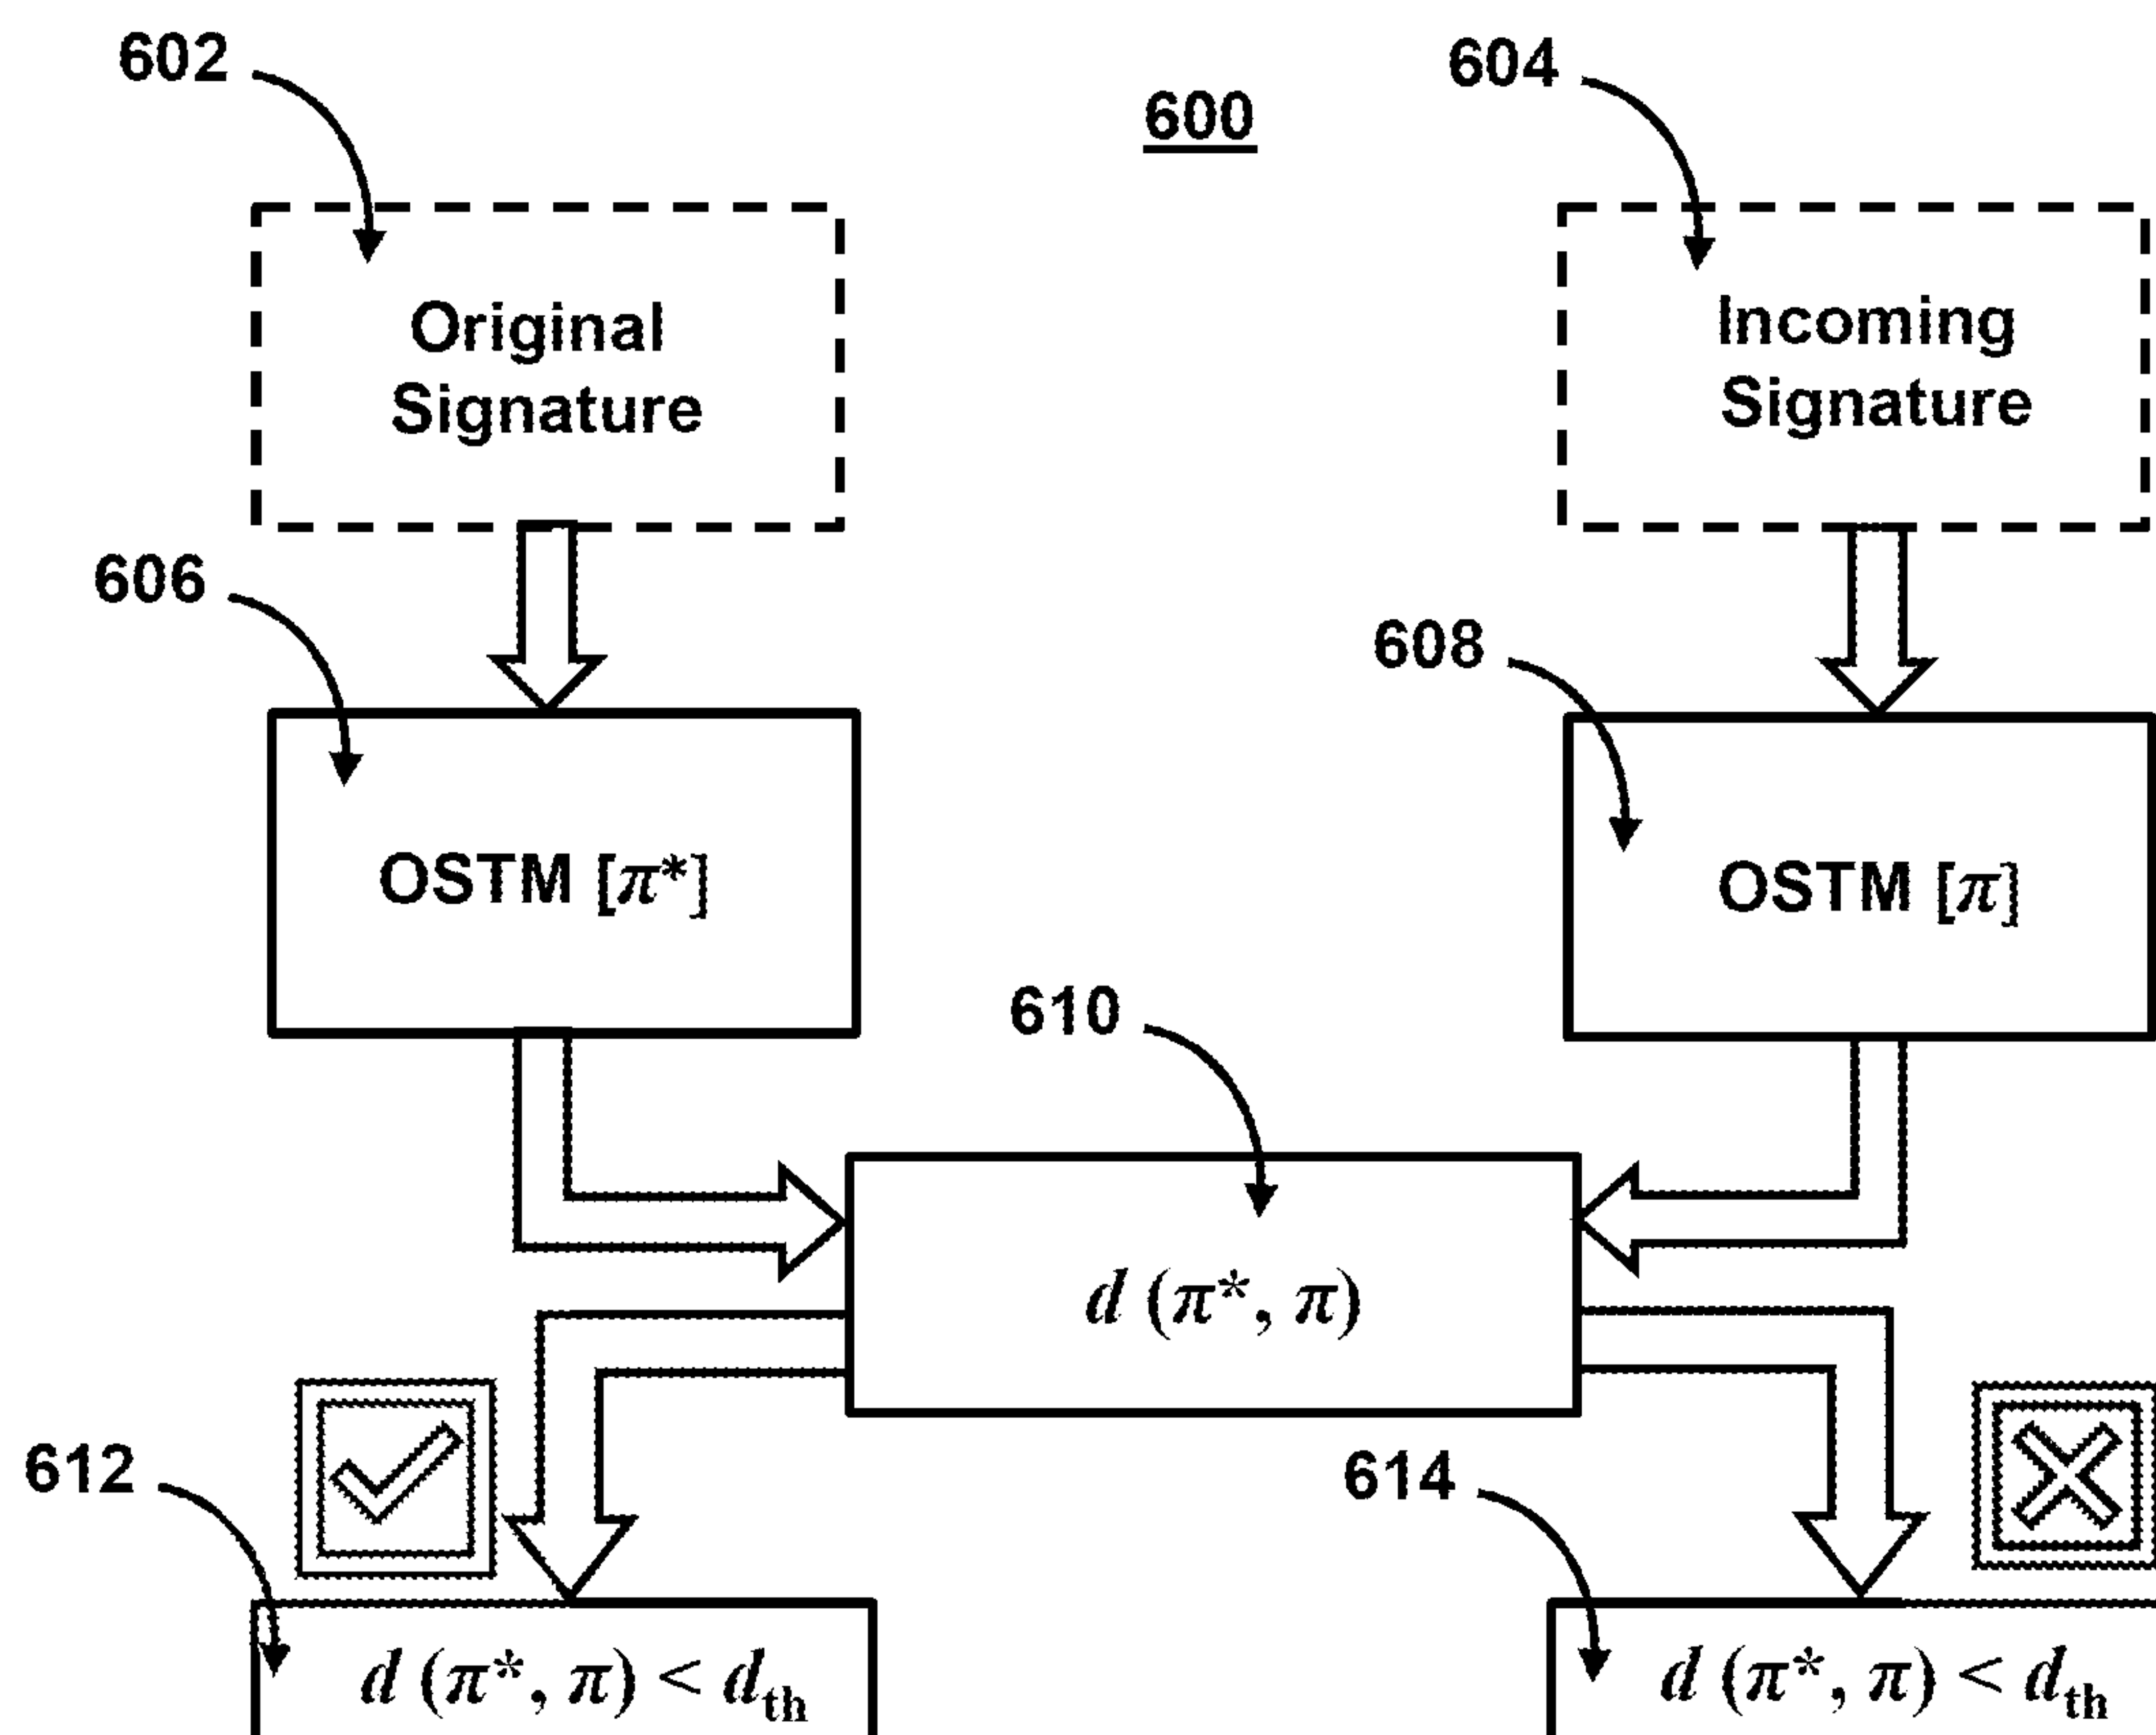 602
604
600
Original
Signature
Incoming
Signature
606
608
OSTM [π*]
OSTM [π]
610
d (π*, π)
612
614
d (π*, π) < dth
d (π*, π) < dth